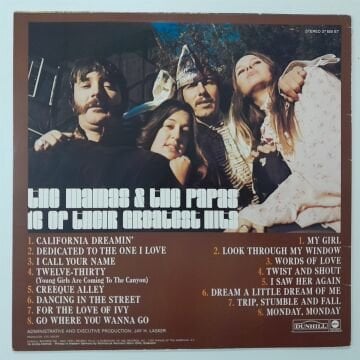 STEREO 27 920 ET
the mamas & the papas
16 of their greatest hits
1. CALIFORNIA DREAMIN'
2. DEDICATED TO THE ONE I LOVE
3. I CALL YOUR NAME
4. TWELVE-THIRTY
(Young Girls Are Coming To The Canyon)
5. CREEQUE ALLEY
6. DANCING IN THE STREET
7. FOR THE LOVE OF IVY
8. GO WHERE YOU WANNA GO
1. MY GIRL
2. LOOK THROUGH MY WINDOW
3. WORDS OF LOVE
4. TWIST AND SHOUT
5. I SAW HER AGAIN
6. DREAM A LITTLE DREAM OF ME
7. TRIP, STUMBLE AND FALL
8. MONDAY, MONDAY
ADMINISTRATIVE AND EXECUTIVE PRODUCTION: JAY H. LASKER
DUNHILL
abc